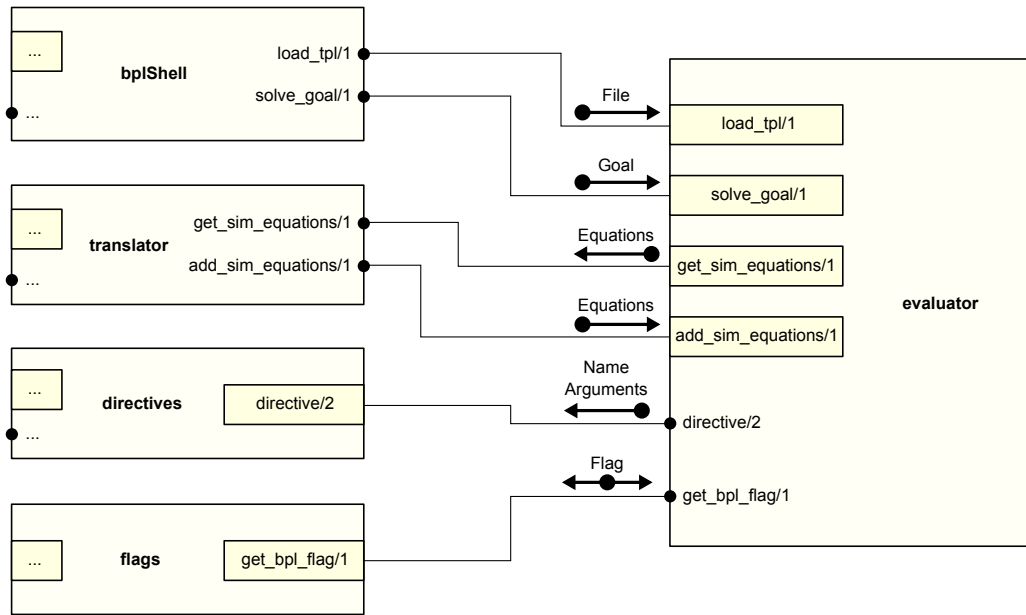 ...
bplShell
...
load_tpl/1
solve_goal/1
...
translator
...
get_sim_equations/1
add_sim_equations/1
...
directives
...
directive/2
...
flags
get_bpl_flag/1
File
Goal
Equations
Equations
Name
Arguments
Flag
load_tpl/1
solve_goal/1
get_sim_equations/1
add_sim_equations/1
evaluator
directive/2
get_bpl_flag/1